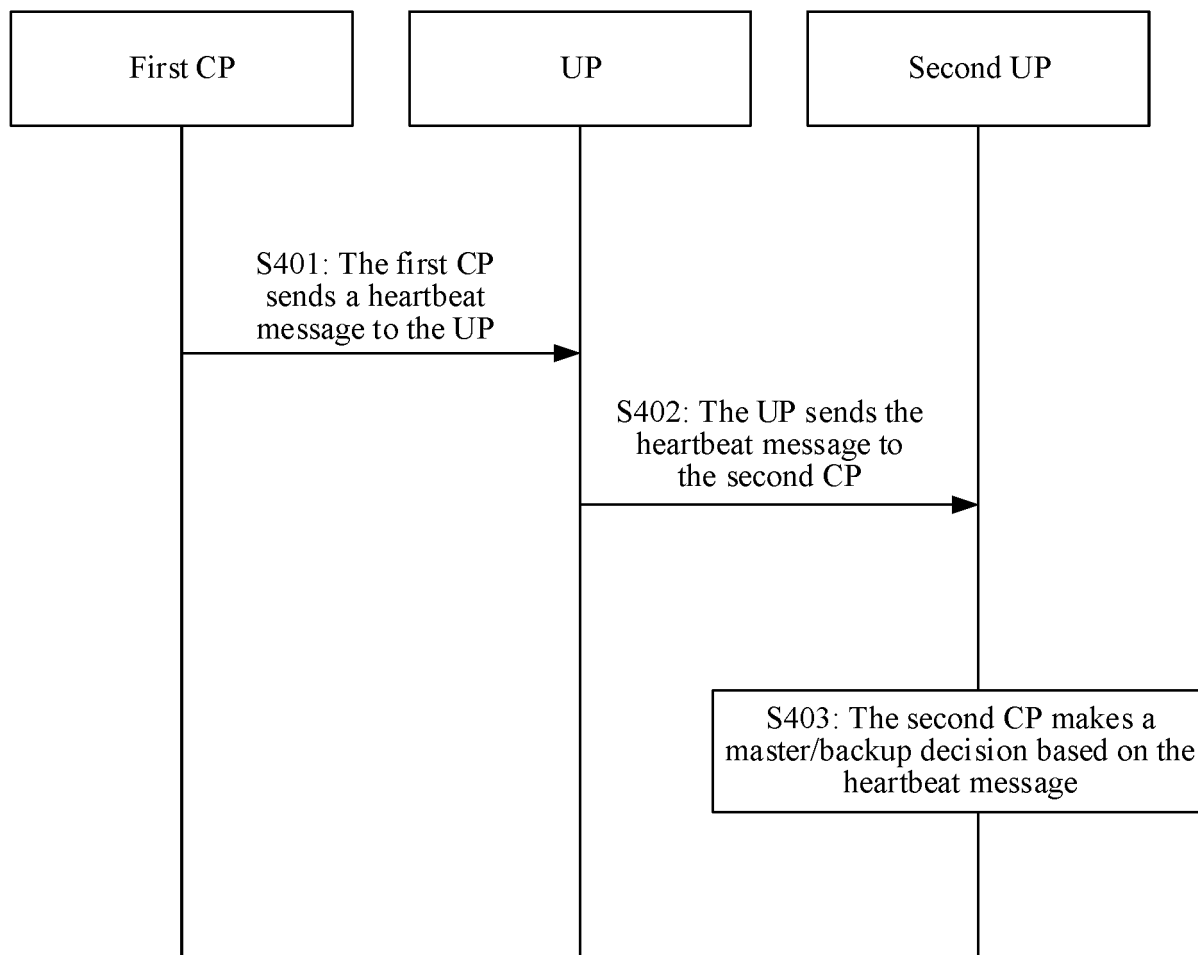 First CP
UP
Second UP
S401: The first CP
sends a heartbeat
message to the UP
S402: The UP sends the
heartbeat message to
the second CP
S403: The second CP makes a
master/backup decision based on the
heartbeat message